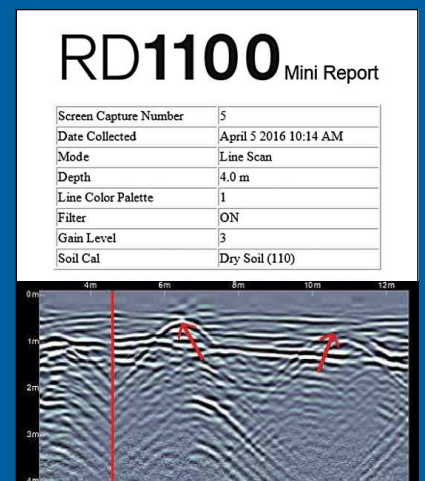 RD1100 Mini Report
Screen Capture Number 5
Date Collected April 5 2016 10:14 AM
Mode Line Scan
Depth 4.0 m
Line Color Palette 1
Filter ON
Gain Level 3
Soil Cal Dry Soil (110)
4m 6m 8m 10m 12m
0m
1m
2m
3m
4m